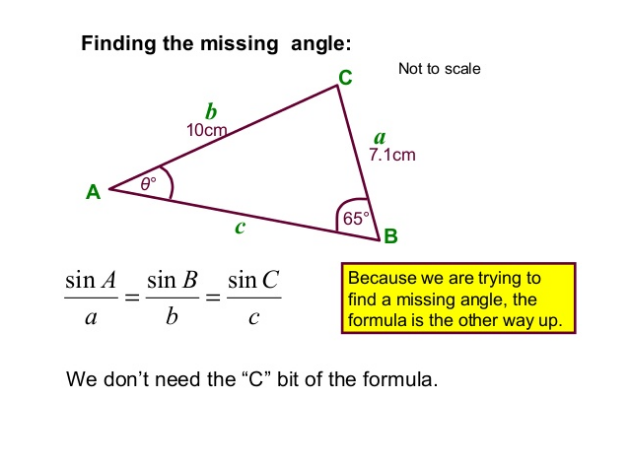 Finding the missing angle:
Not to scale
C
b
10cm
a
7.1cm
A
θ°
65°
c
B
sin A / a = sin B / b = sin C / c
Because we are trying to
find a missing angle, the
formula is the other way up.
We don't need the “C” bit of the formula.